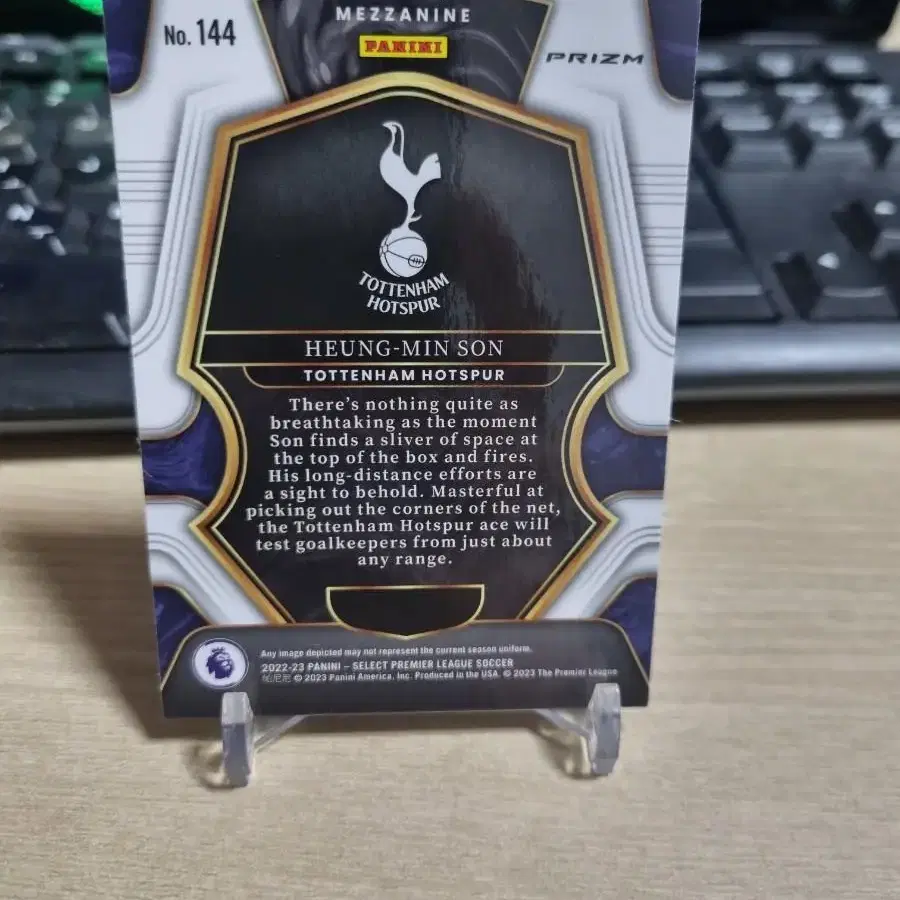 MEZZANINE
No. 144
PANINI
PRIZM
TOTTENHAM
HOTSPUR
HEUNG-MIN SON
TOTTENHAM HOTSPUR
There's nothing quite as
breathtaking as the moment
Son finds a sliver of space at
the top of the box and fires.
His long-distance efforts are
a sight to behold. Masterful at
picking out the corners of the net,
the Tottenham Hotspur ace will
test goalkeepers from just about
any range.
Any image depicted may not represent the current season uniform.
2022-23 PANINI – SELECT PREMIER LEAGUE SOCCER
帕尼尼 © 2023 Panini America, Inc. Produced in the USA. © 2023 The Premier League